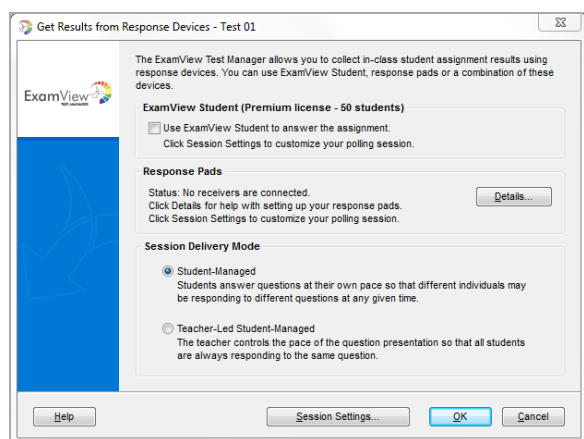 Get Results from Response Devices - Test 01
The ExamView Test Manager allows you to collect in-class student assignment results using
response devices. You can use ExamView Student, response pads or a combination of these
devices.
ExamView
TEST MANAGER
ExamView Student (Premium license - 50 students)
Use ExamView Student to answer the assignment.
Click Session Settings to customize your polling session.
Response Pads
Status: No receivers are connected.
Click Details for help with setting up your response pads.
Click Session Settings to customize your polling session.
Details...
Session Delivery Mode
Student-Managed
Students answer questions at their own pace so that different individuals may
be responding to different questions at any given time.
Teacher-Led Student-Managed
The teacher controls the pace of the question presentation so that all students
are always responding to the same question.
Help
Session Settings...
OK
Cancel